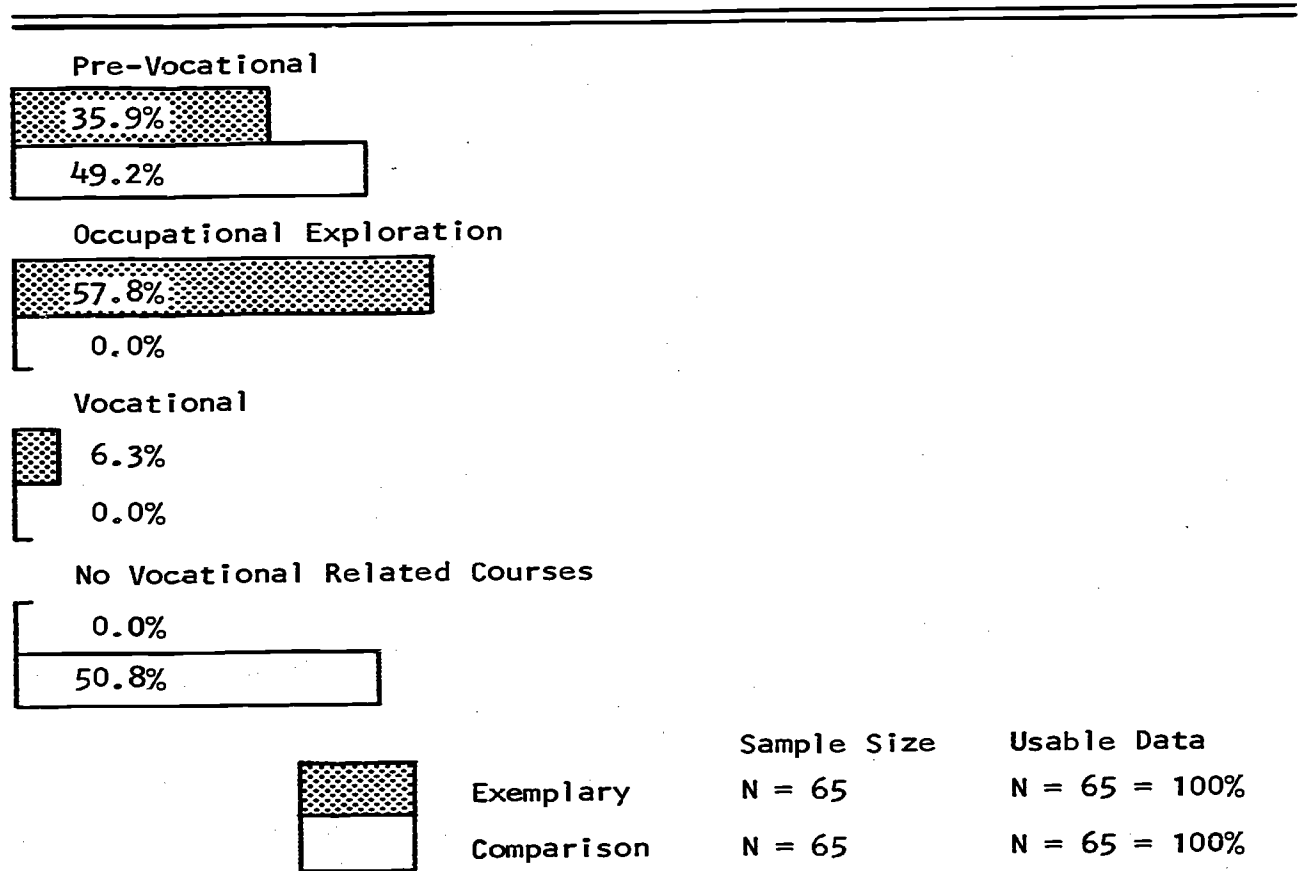 Pre-Vocational
35.9%
49.2%
Occupational Exploration
57.8%
0.0%
Vocational
6.3%
0.0%
No Vocational Related Courses
0.0%
50.8%
Sample Size Usable Data
Exemplary N = 65 N = 65 = 100%
Comparison N = 65 N = 65 = 100%